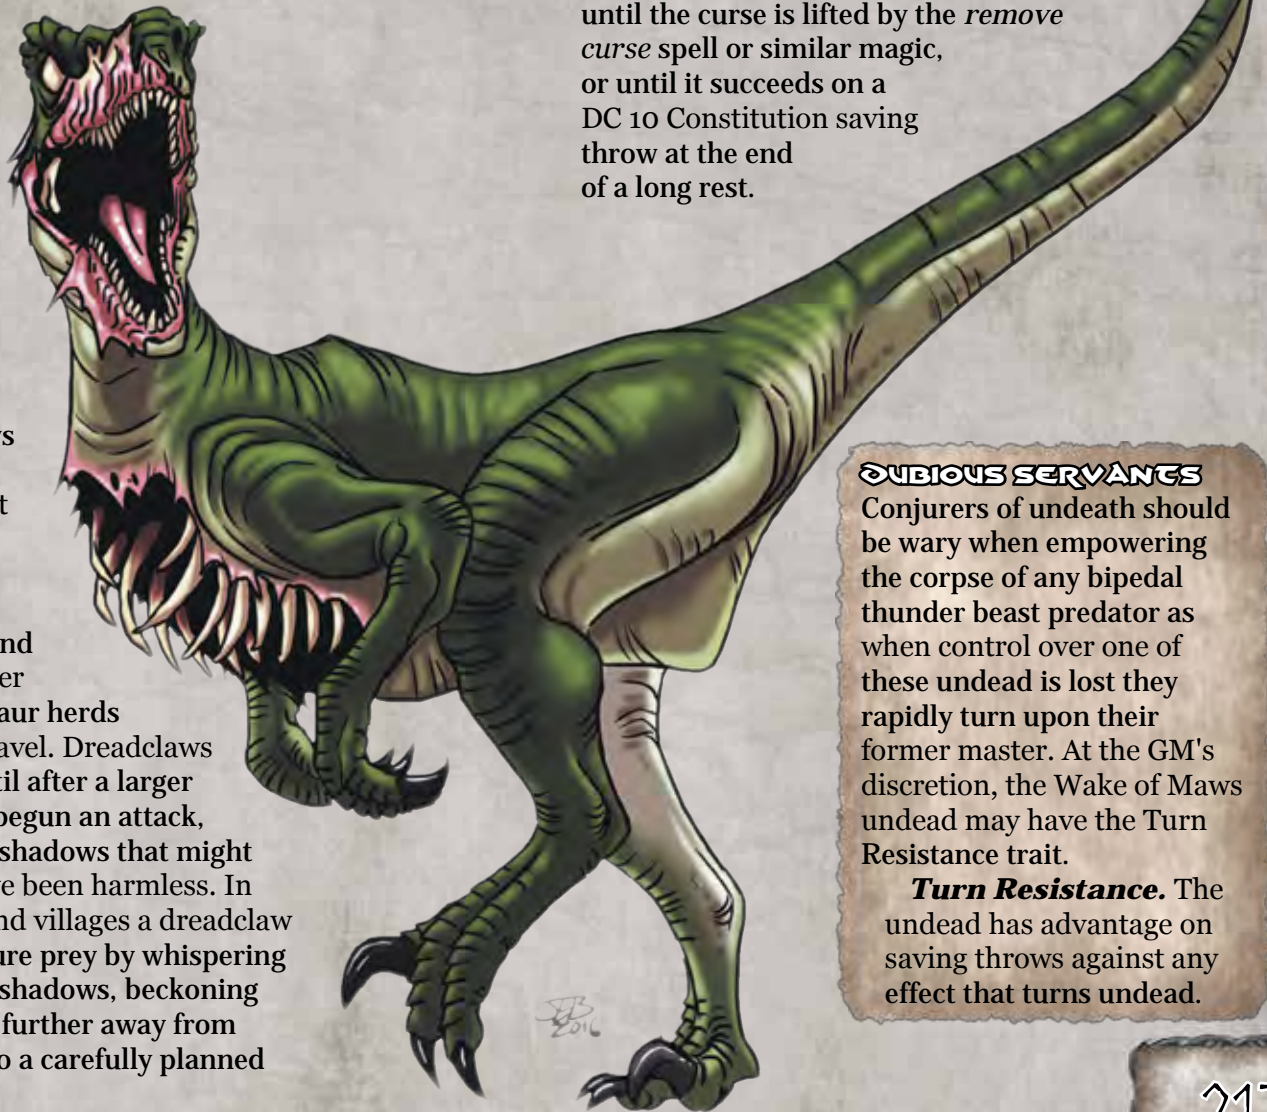 ys
t
nd
er
aur herds
avel. Dreadclaws
til after a larger
begun an attack,
shadows that might
ve been harmless. In
nd villages a dreadclaw
ure prey by whispering
shadows, beckoning
further away from
o a carefully planned
until the curse is lifted by the remove
curse spell or similar magic,
or until it succeeds on a
DC 10 Constitution saving
throw at the end
of a long rest.
2016
DUBIOUS SERVANTS
Conjurers of undeath should
be wary when empowering
the corpse of any bipedal
thunder beast predator as
when control over one of
these undead is lost they
rapidly turn upon their
former master. At the GM's
discretion, the Wake of Maws
undead may have the Turn
Resistance trait.
Turn Resistance. The
undead has advantage on
saving throws against any
effect that turns undead.